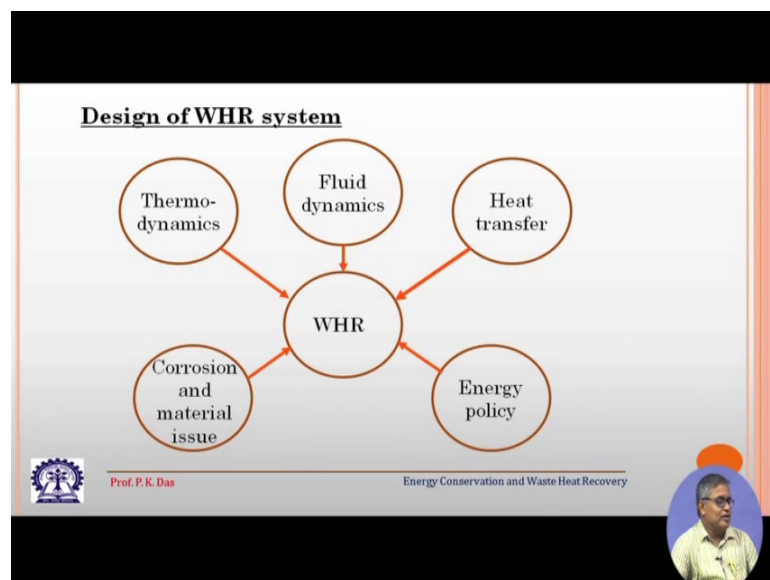 Design of WHR system
Thermo-
dynamics
Fluid
dynamics
Heat
transfer
WHR
Corrosion
and
material
issue
Energy
policy
Prof. P. K. Das
Energy Conservation and Waste Heat Recovery